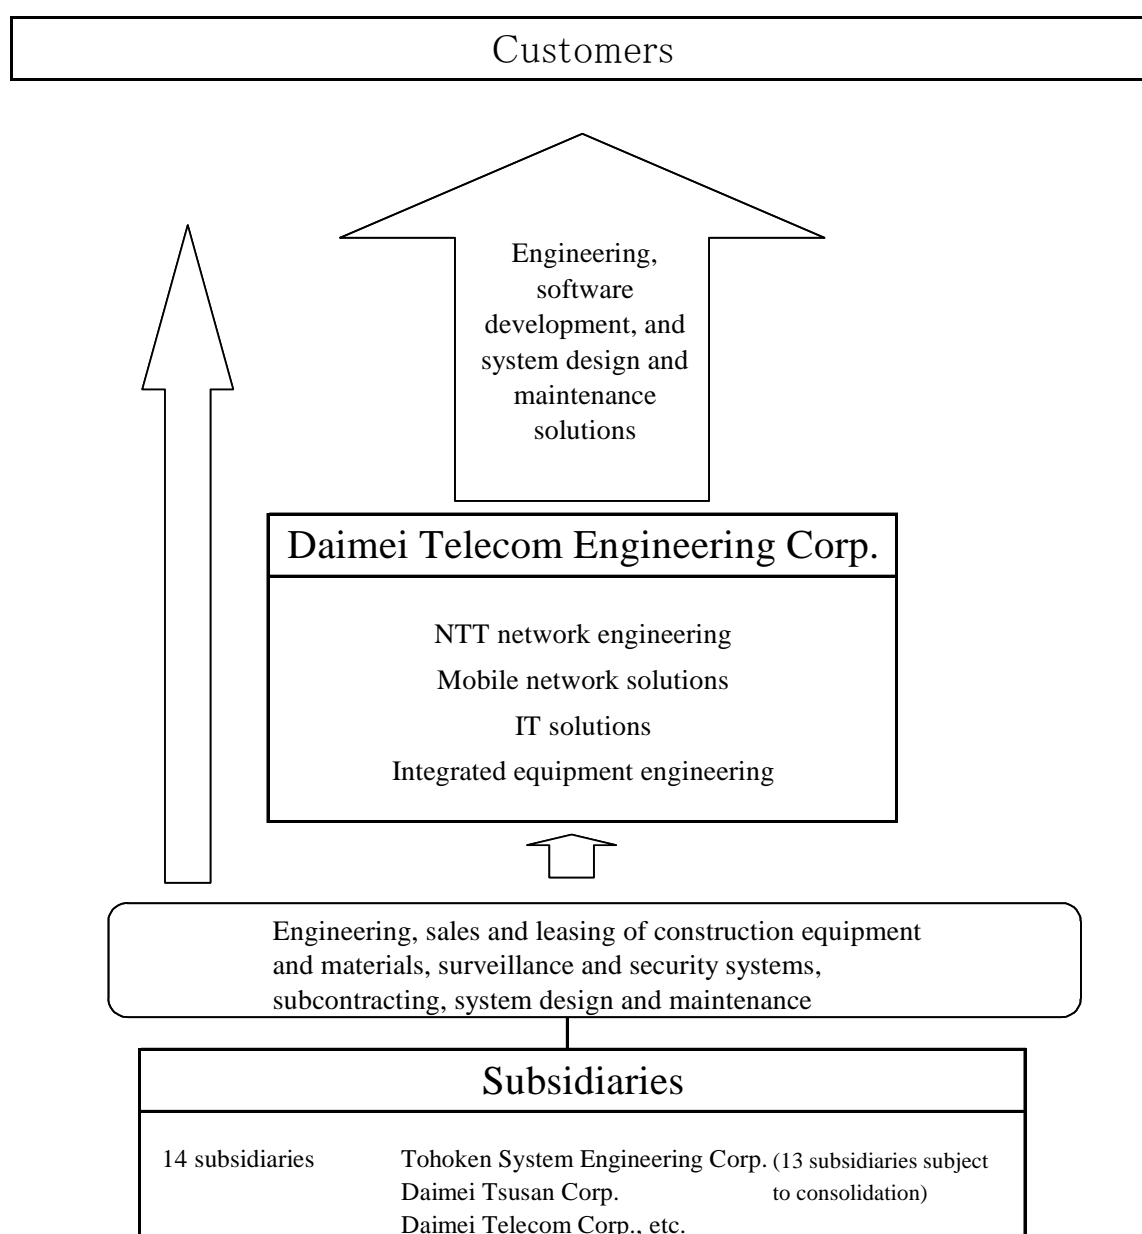 Customers
Engineering,
software
development, and
system design and
maintenance
solutions
Daimei Telecom Engineering Corp.
NTT network engineering
Mobile network solutions
IT solutions
Integrated equipment engineering
Engineering, sales and leasing of construction equipment
and materials, surveillance and security systems,
subcontracting, system design and maintenance
Subsidiaries
14 subsidiaries
Tohoken System Engineering Corp. (13 subsidiaries subject
Daimei Tsusan Corp. to consolidation)
Daimei Telecom Corp., etc.